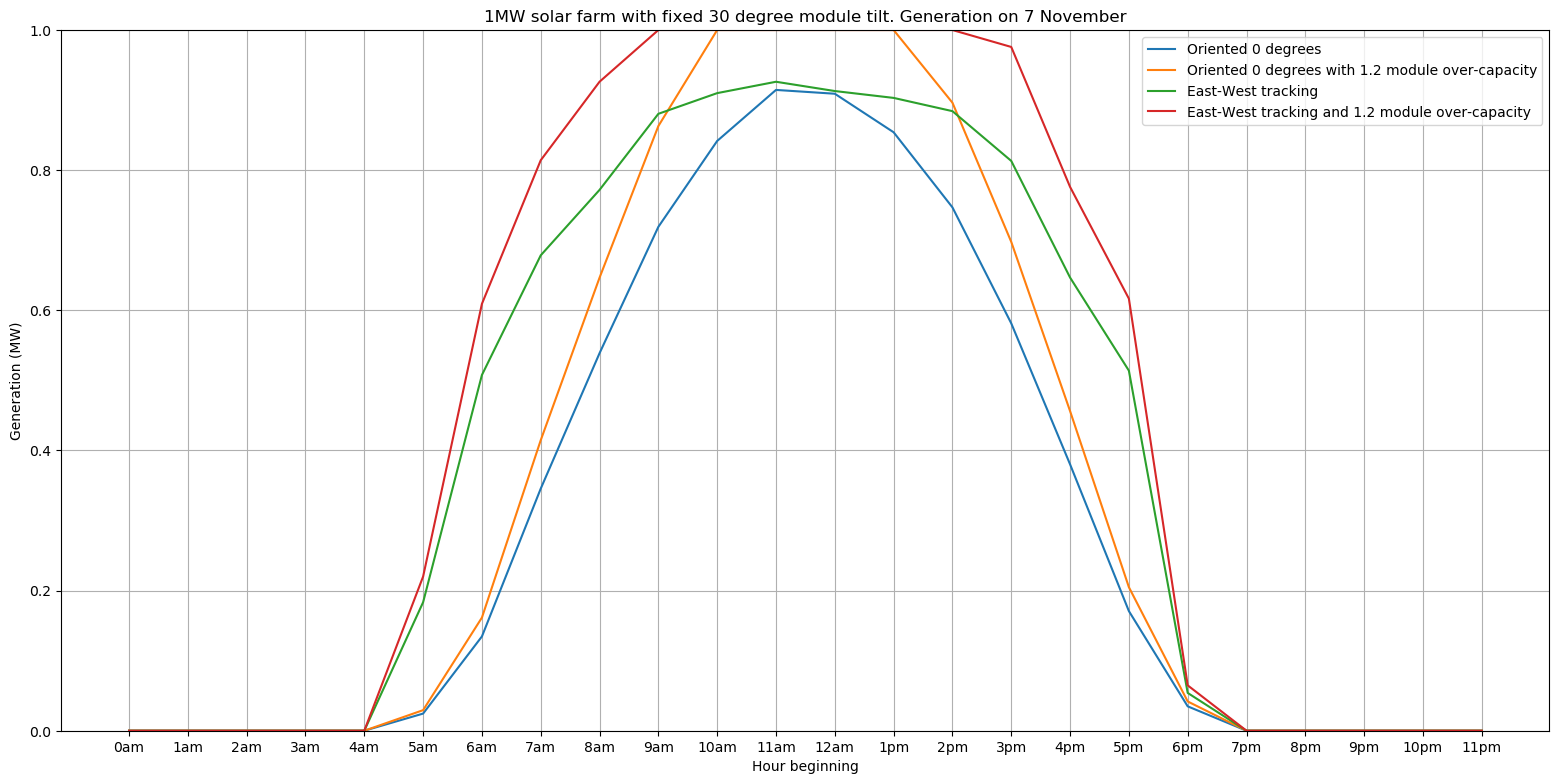 1MW solar farm with fixed 30 degree module tilt. Generation on 7 November
Oriented 0 degrees
Oriented 0 degrees with 1.2 module over-capacity
East-West tracking
East-West tracking and 1.2 module over-capacity
Generation (MW)
1.0
0.8
0.6
0.4
0.2
0.0
0am 1am 2am 3am 4am 5am 6am 7am 8am 9am 10am 11am 12am 1pm 2pm 3pm 4pm 5pm 6pm 7pm 8pm 9pm 10pm 11pm
Hour beginning